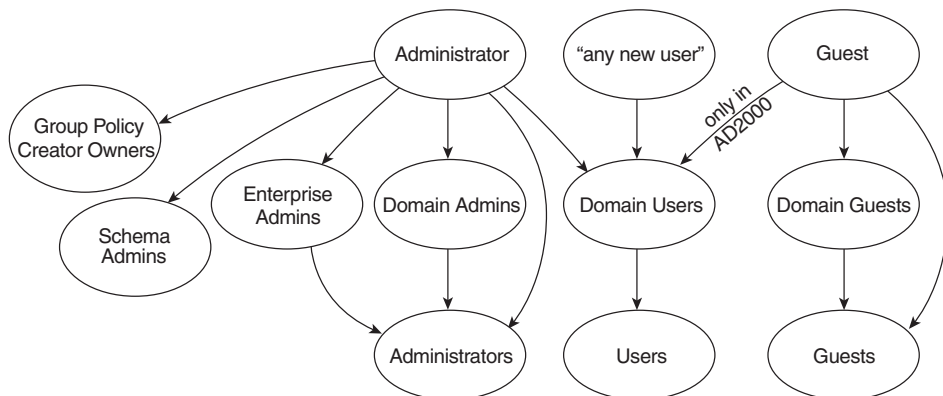 Administrator
“any new user”
Guest
only in
AD2000
Group Policy
Creator Owners
Enterprise
Admins
Domain Admins
Domain Users
Domain Guests
Schema
Admins
Administrators
Users
Guests